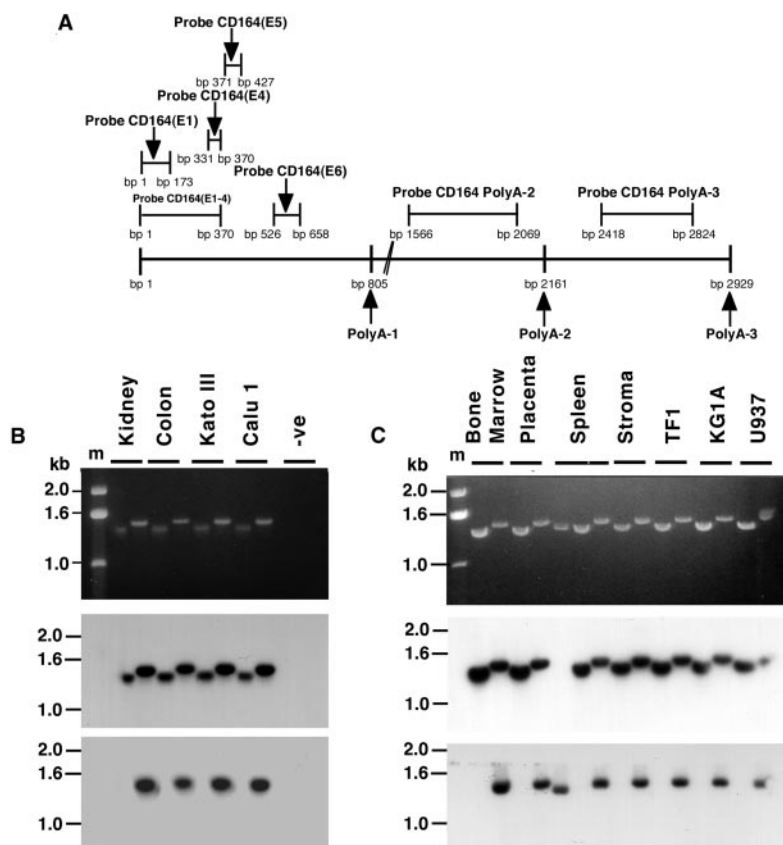 A
Probe CD164(E5)
bp 371 bp 427
Probe CD164(E4)
Probe CD164(E1)
bp 331 bp 370
Probe CD164(E6)
bp 1 bp 173
Probe CD164(E1-4)
Probe CD164 PolyA-2
Probe CD164 PolyA-3
bp 1 bp 370 bp 526 bp 658 bp 1566 bp 2069 bp 2418 bp 2824
bp 1 bp 805 bp 2161 bp 2929
PolyA-1 PolyA-2 PolyA-3
B
Kidney
Colon
Kato III
Calu 1
-ve
m
kb
2.0
1.6
1.0
2.0
1.6
1.0
2.0
1.6
1.0
C
Bone
Marrow
Placenta
Spleen
Stroma
TF1
KG1A
U937
m
kb
2.0
1.6
1.0
2.0
1.6
1.0
2.0
1.6
1.0